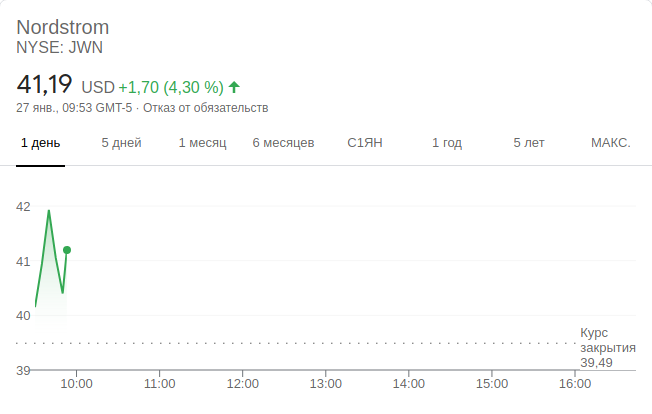 Nordstrom
NYSE: JWN
41,19 USD +1,70 (4,30 %)
27 янв., 09:53 GMT-5 · Отказ от обязательств
1 день 5 дней 1 месяц 6 месяцев С1ЯН 1 год 5 лет МАКС.
42
41
40
Курс
закрытия
39,49
39
10:00 11:00 12:00 13:00 14:00 15:00 16:00